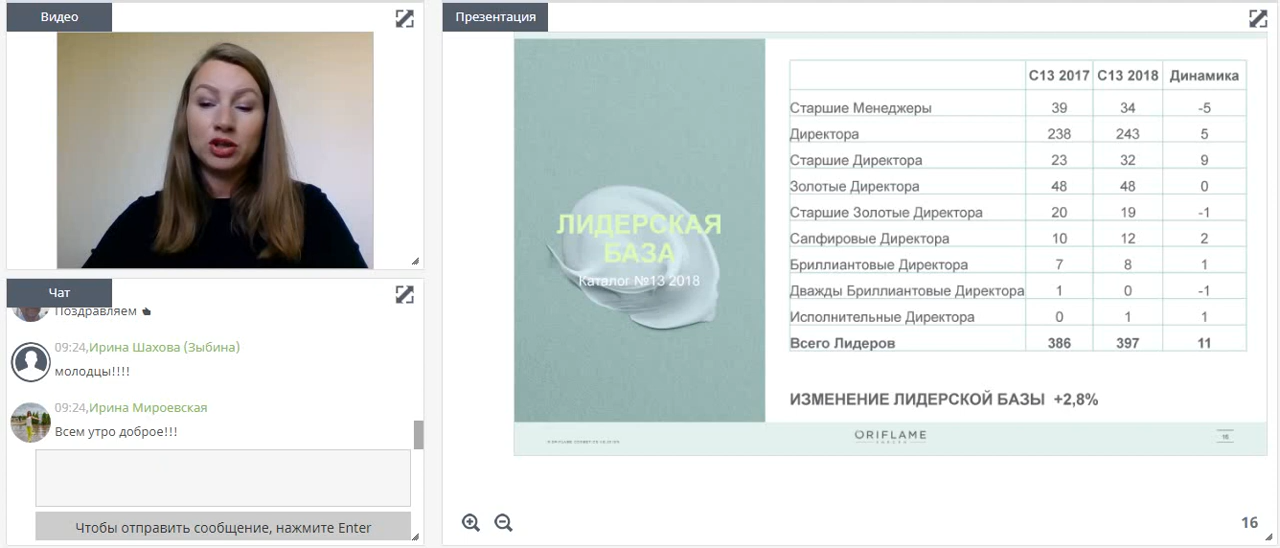 Видео
Чат
Поздравляем
09:24,Ирина Шахова (Зыбина)
молодцы!!!!
09:24,Ирина Мироевская
Всем утро доброе!!!
Чтобы отправить сообщение, нажмите Enter
Презентация
ЛИДЕРСКАЯ
БАЗА
Каталог №13 2018
С13 2017 С13 2018 Динамика
Старшие Менеджеры 39 34 -5
Директора 238 243 5
Старшие Директора 23 32 9
Золотые Директора 48 48 0
Старшие Золотые Директора 20 19 -1
Сапфировые Директора 10 12 2
Бриллиантовые Директора 7 8 1
Дважды Бриллиантовые Директора 1 0 -1
Исполнительные Директора 0 1 1
Всего Лидеров 386 397 11
ИЗМЕНЕНИЕ ЛИДЕРСКОЙ БАЗЫ +2,8%
ORIFLAME
16
16